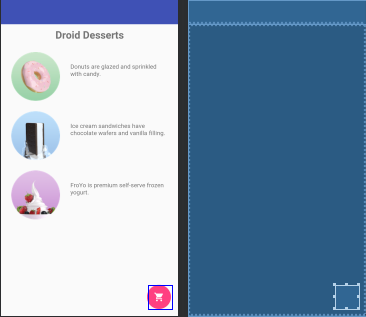 Droid Desserts
Donuts are glazed and sprinkled
with candy.
Ice cream sandwiches have
chocolate wafers and vanilla filling.
FroYo is premium self-serve frozen
yogurt.